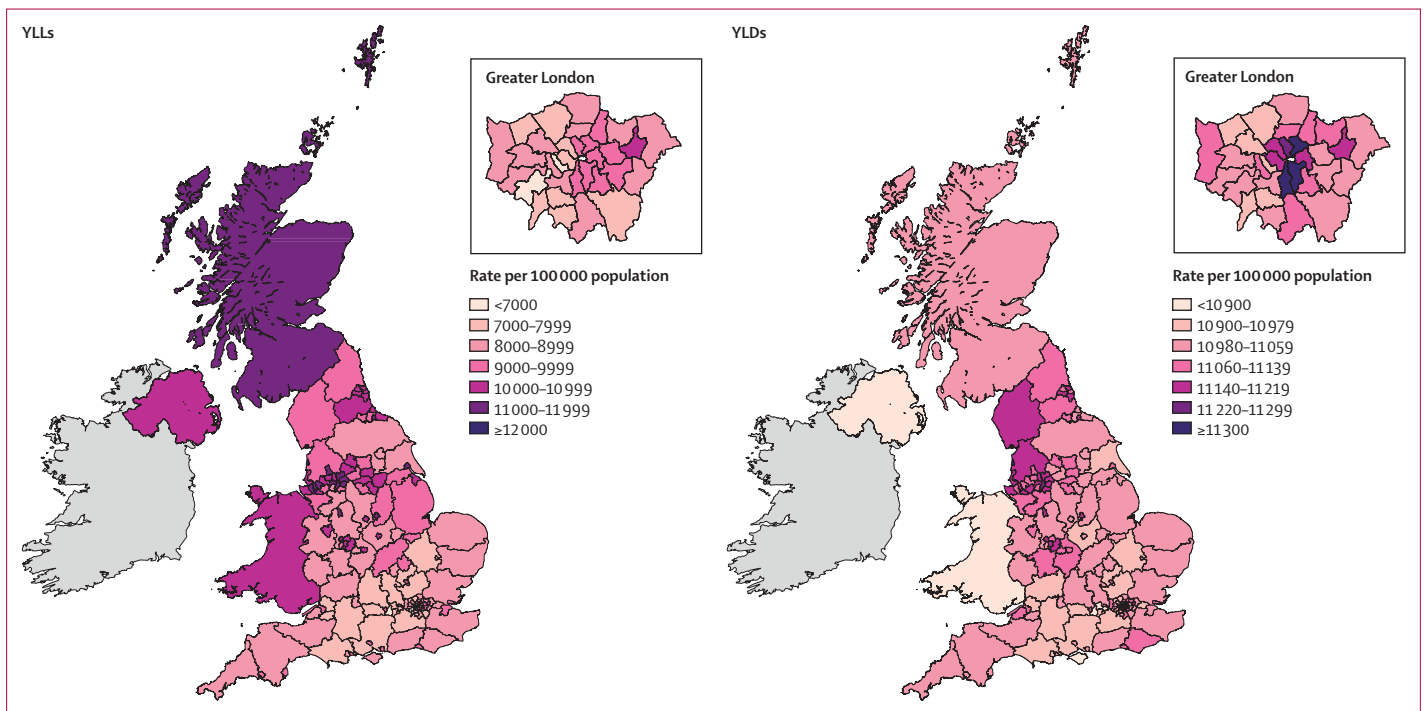 YLLs
Greater London
Rate per 100 000 population
<7000
7000–7999
8000–8999
9000–9999
10 000–10 999
11 000–11 999
≥12 000
YLDs
Greater London
Rate per 100 000 population
<10 900
10 900–10 979
10 980–11 059
11 060–11 139
11 140–11 219
11 220–11 299
≥11 300